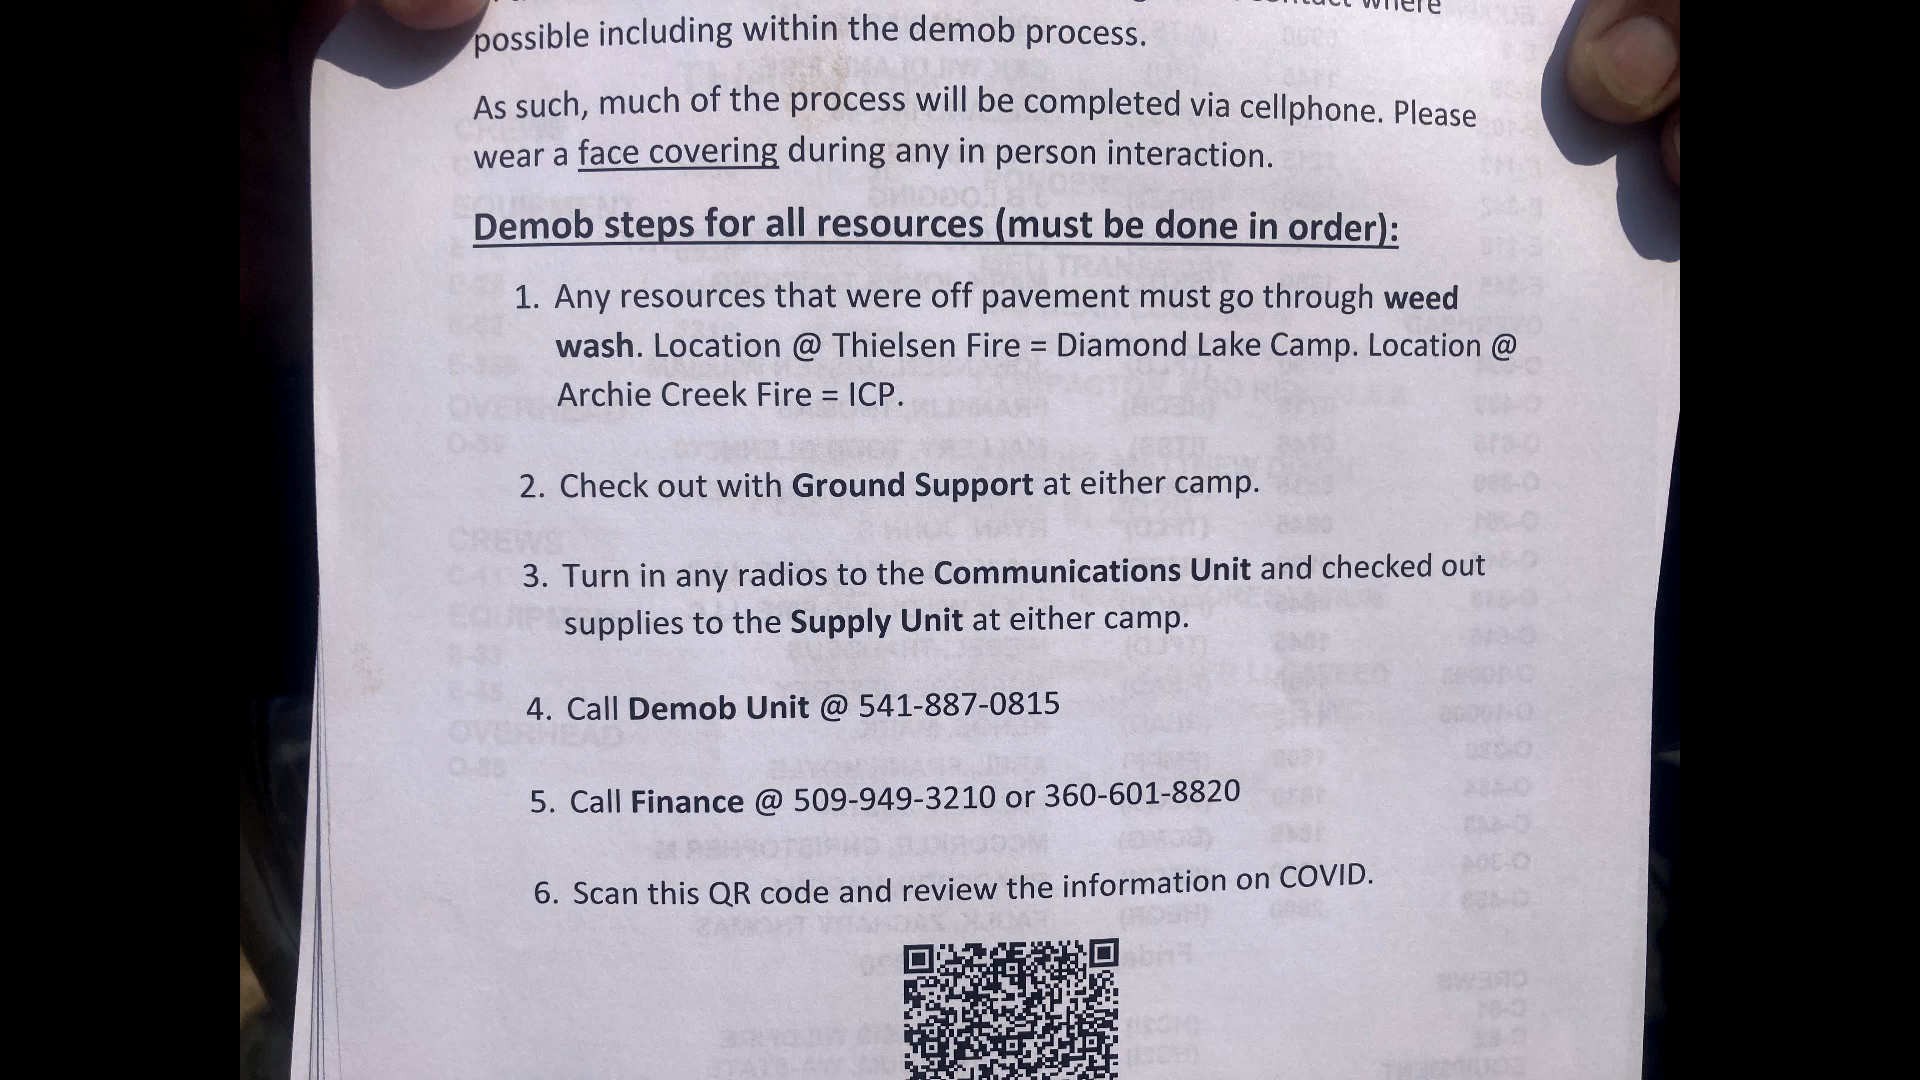 where
possible including within the demob process.
As such, much of the process will be completed via cellphone. Please
wear a face covering during any in person interaction.
Demob steps for all resources (must be done in order):
1. Any resources that were off pavement must go through weed
wash. Location @ Thielsen Fire = Diamond Lake Camp. Location @
Archie Creek Fire = ICP.
2. Check out with Ground Support at either camp.
3. Turn in any radios to the Communications Unit and checked out
supplies to the Supply Unit at either camp.
4. Call Demob Unit @ 541-887-0815
5. Call Finance @ 509-949-3210 or 360-601-8820
6. Scan this QR code and review the information on COVID.